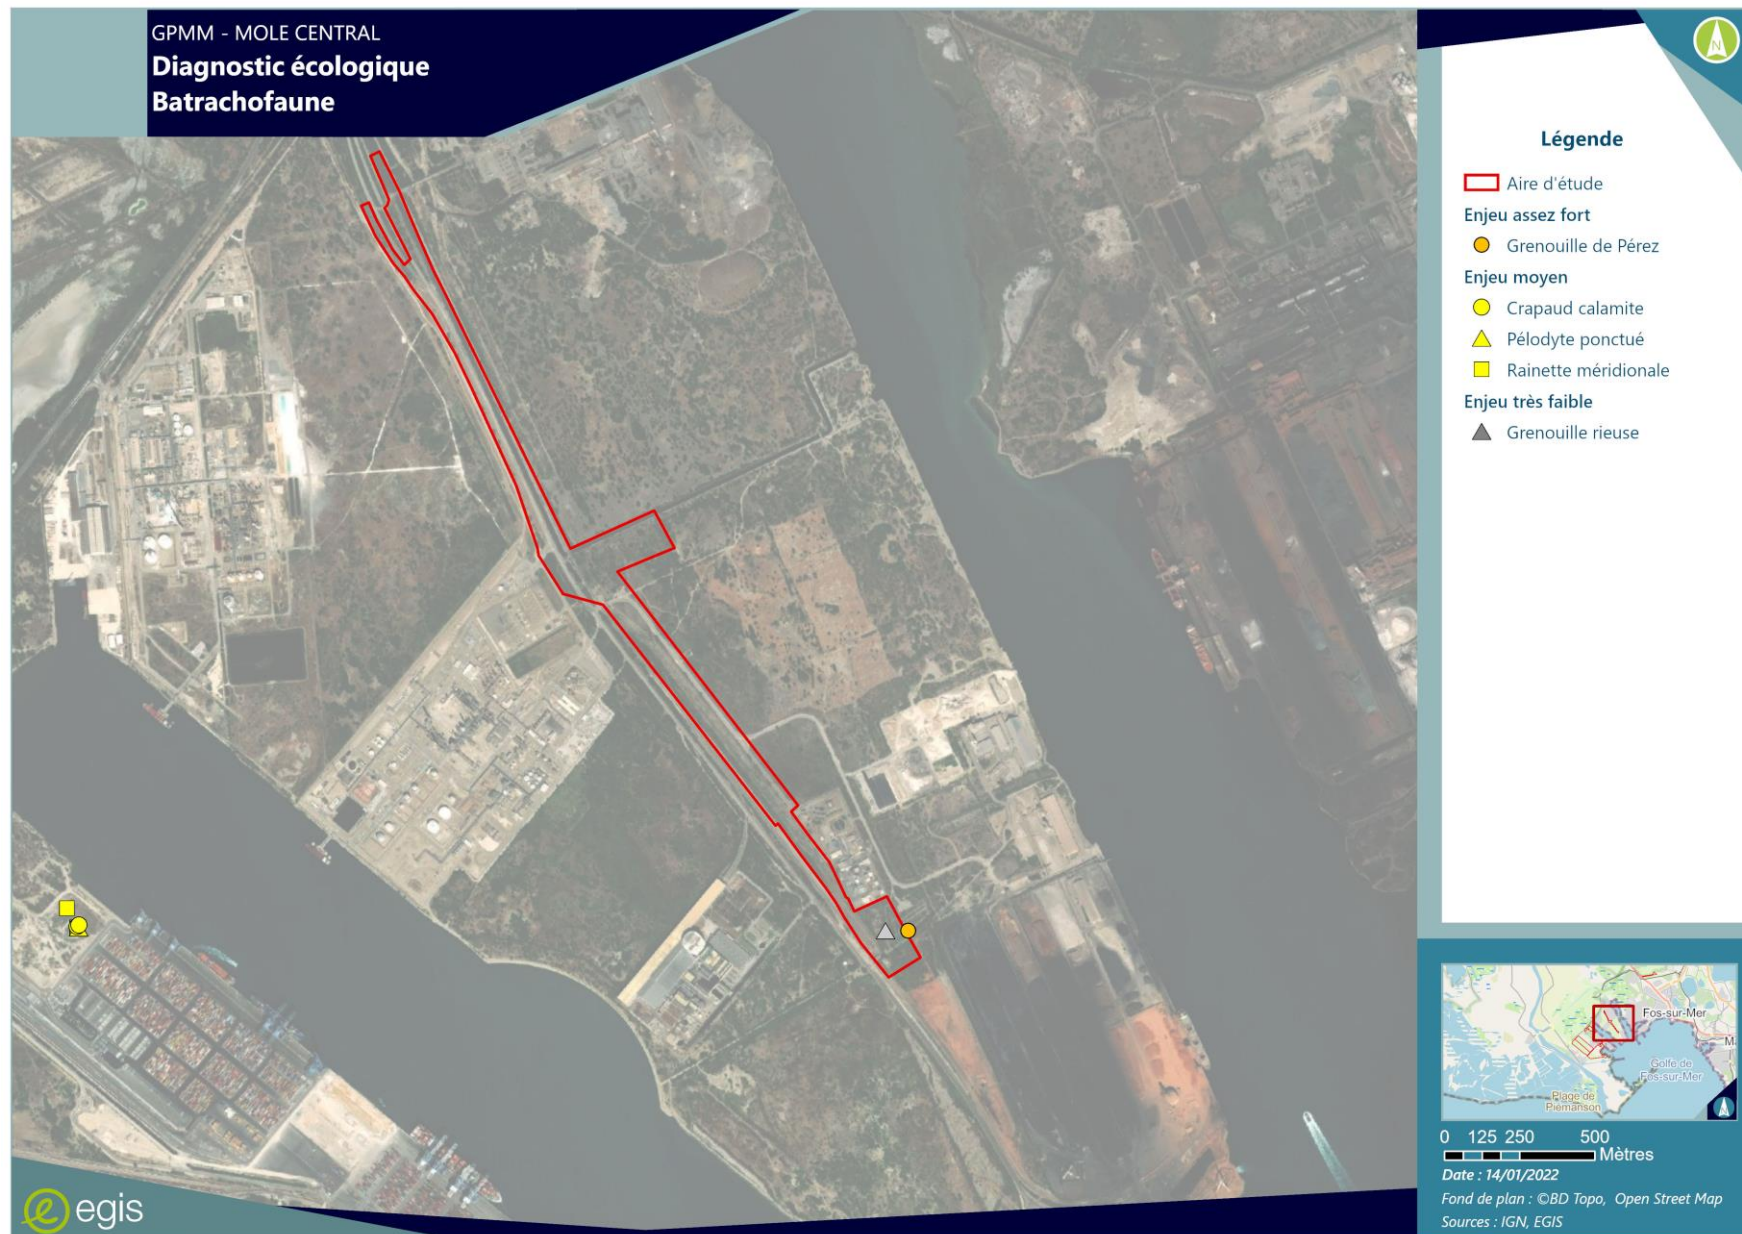 GPMM - MOLE CENTRAL
Diagnostic écologique
Batrachofaune
N
Légende
Aire d'étude
Enjeu assez fort
Grenouille de Pérez
Enjeu moyen
Crapaud calamite
Pélodyte ponctué
Rainette méridionale
Enjeu très faible
Grenouille rieuse
Fos-sur-Mer
Ma
Golfe de
Fos-sur-Mer
Plage de
Piémanson
0 125 250 500
Mètres
Date : 14/01/2022
Fond de plan : ©BD Topo, Open Street Map
Sources : IGN, EGIS
egis